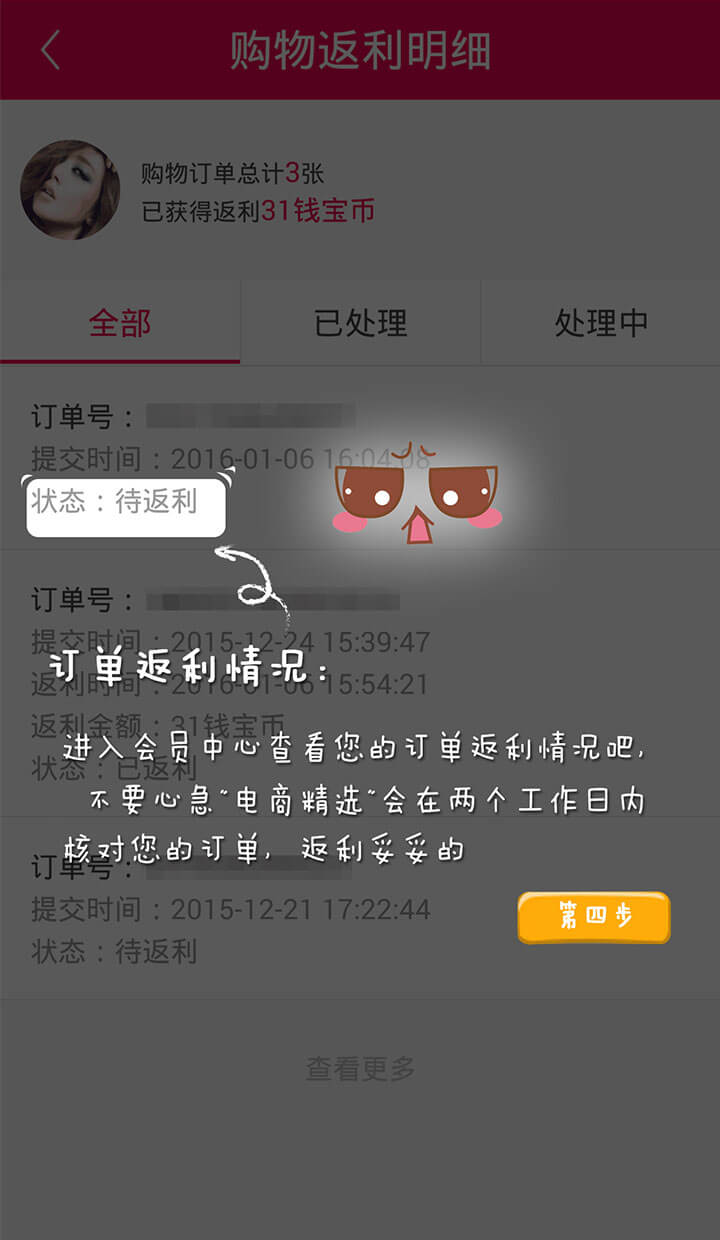 购物返利明细
购物订单总计3张
已获得返利31钱宝币
全部
已处理
处理中
订单号：
提交时间：2016-01-06 16:04:08
状态：待返利
订单号：
提交时间：2015-12-24 15:39:47
订单返利情况：
返利时间：2016-01-06 15:54:21
返利金额：31钱宝币
进入会员中心查看您的订单返利情况吧，
状态：已返利
不要心急“电商精选”会在两个工作日内
核对您的订单，返利妥妥的
订单号：
提交时间：2015-12-21 17:22:44
第四步
状态：待返利
查看更多